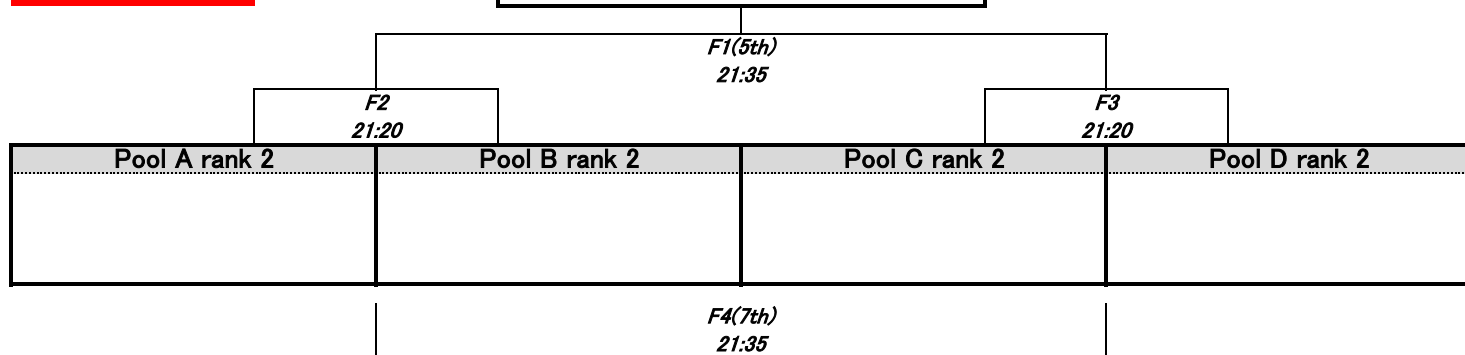 F1(5th)
21:35
F2
F3
21:20
21:20
Pool A rank 2
Pool B rank 2
Pool C rank 2
Pool D rank 2
F4(7th)
21:35